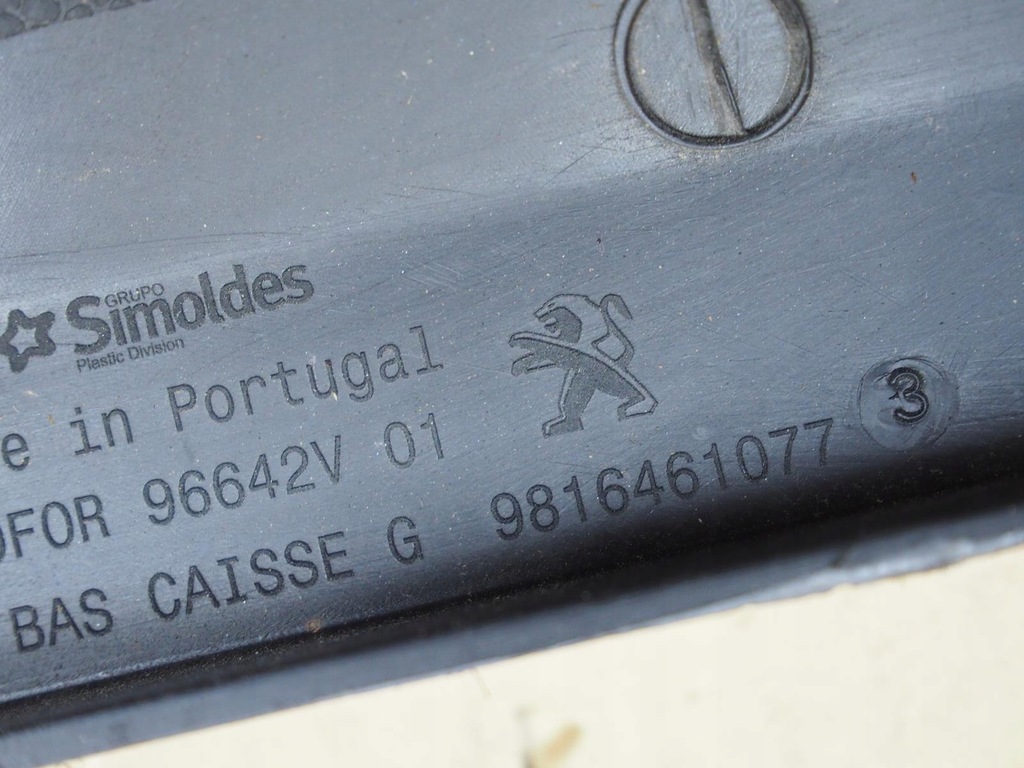 GRUPO
Simoldes
Plastic Division
e in Portugal
OFOR 96642V 01
BAS CAISSE G 9816461077 3